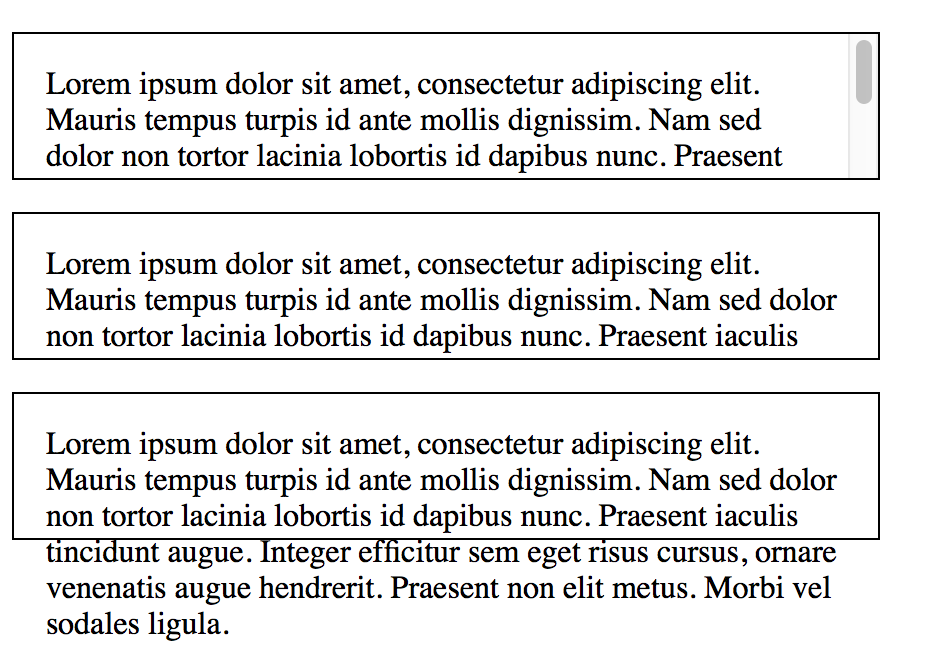 Lorem ipsum dolor sit amet, consectetur adipiscing elit.
Mauris tempus turpis id ante mollis dignissim. Nam sed
dolor non tortor lacinia lobortis id dapibus nunc. Praesent
Lorem ipsum dolor sit amet, consectetur adipiscing elit.
Mauris tempus turpis id ante mollis dignissim. Nam sed dolor
non tortor lacinia lobortis id dapibus nunc. Praesent iaculis
Lorem ipsum dolor sit amet, consectetur adipiscing elit.
Mauris tempus turpis id ante mollis dignissim. Nam sed dolor
non tortor lacinia lobortis id dapibus nunc. Praesent iaculis
tincidunt augue. Integer efficitur sem eget risus cursus, ornare
venenatis augue hendrerit. Praesent non elit metus. Morbi vel
sodales ligula.